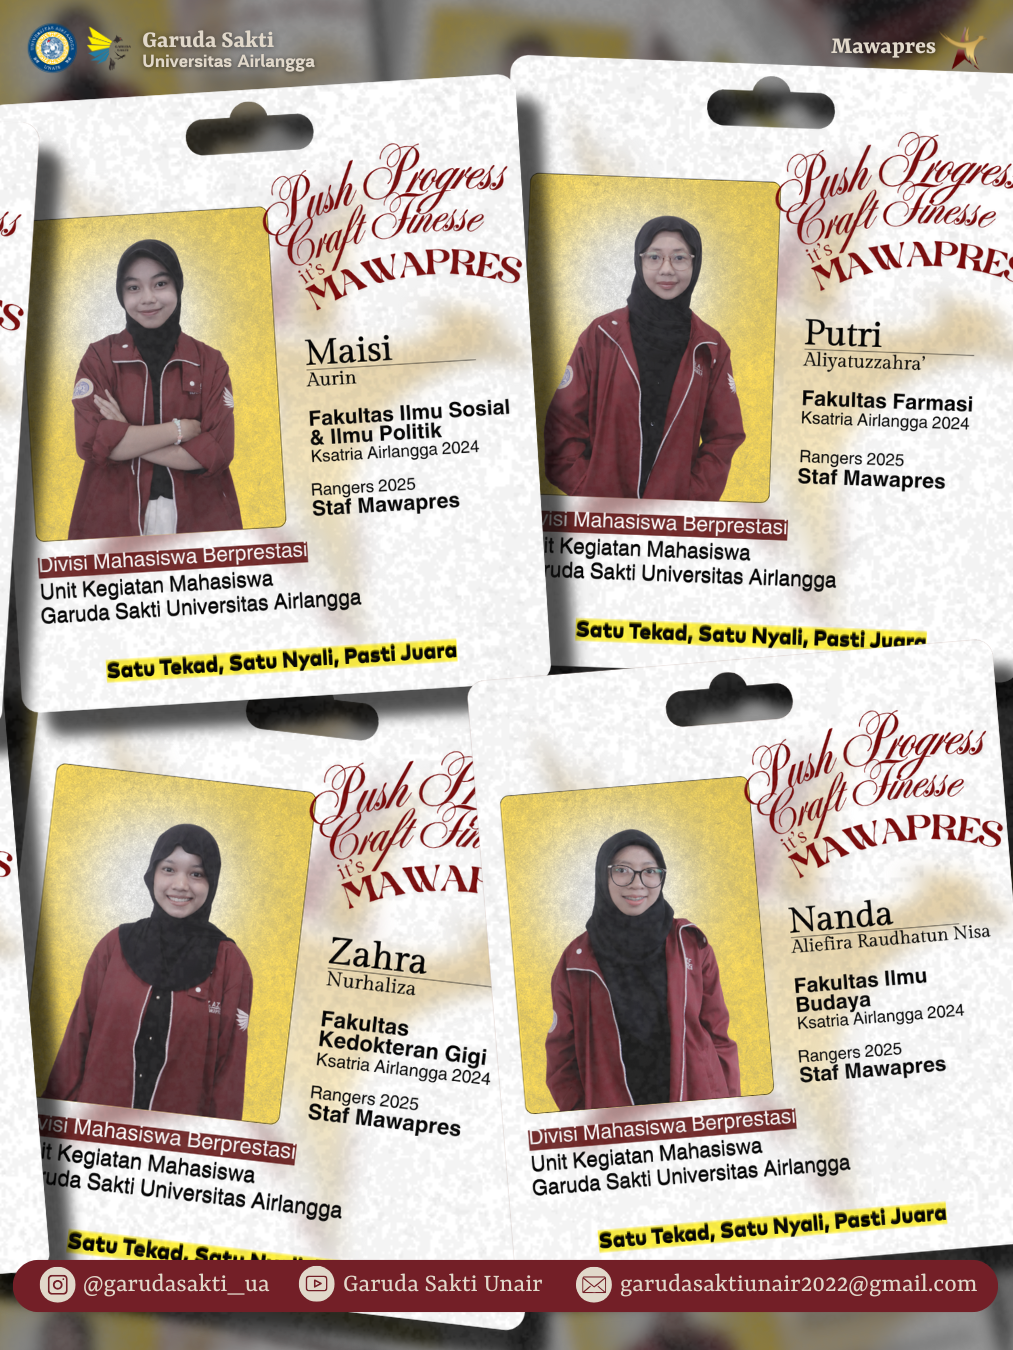 Garuda Sakti
Universitas Airlangga
Mawapres
Push Progress
Craft Finesse
it's
MAWAPRES
Maisi
Aurin
Fakultas Ilmu Sosial
& Ilmu Politik
Ksatria Airlangga 2024
Rangers 2025
Staf Mawapres
Divisi Mahasiswa Berprestasi
Unit Kegiatan Mahasiswa
Garuda Sakti Universitas Airlangga
Satu Tekad, Satu Nyali, Pasti Juara
Push Progress
Craft Finesse
it's
MAWAPRES
Putri
Aliyatuzzahra'
Fakultas Farmasi
Ksatria Airlangga 2024
Rangers 2025
Staf Mawapres
visi Mahasiswa Berprestasi
it Kegiatan Mahasiswa
ruda Sakti Universitas Airlangga
Satu Tekad, Satu Nyali, Pasti Juara
Push
Craft
it's
Zahra
Nurhaliza
Fakultas
Kedokteran Gigi
Ksatria Airlangga 2024
Rangers 2025
Staf Mawapres
visi Mahasiswa Berprestasi
it Kegiatan Mahasiswa
ruda Sakti Universitas Airlangga
Satu Tekad, Satu
Push Progress
Craft Finesse
it's
MAWAPRES
Nanda
Aliefira Raudhatun Nisa
Fakultas Ilmu
Budaya
Ksatria Airlangga 2024
Rangers 2025
Staf Mawapres
Divisi Mahasiswa Berprestasi
Unit Kegiatan Mahasiswa
Garuda Sakti Universitas Airlangga
Satu Tekad, Satu Nyali, Pasti Juara
@garudasakti_ua
Garuda Sakti Unair
garudasaktiunair2022@gmail.com